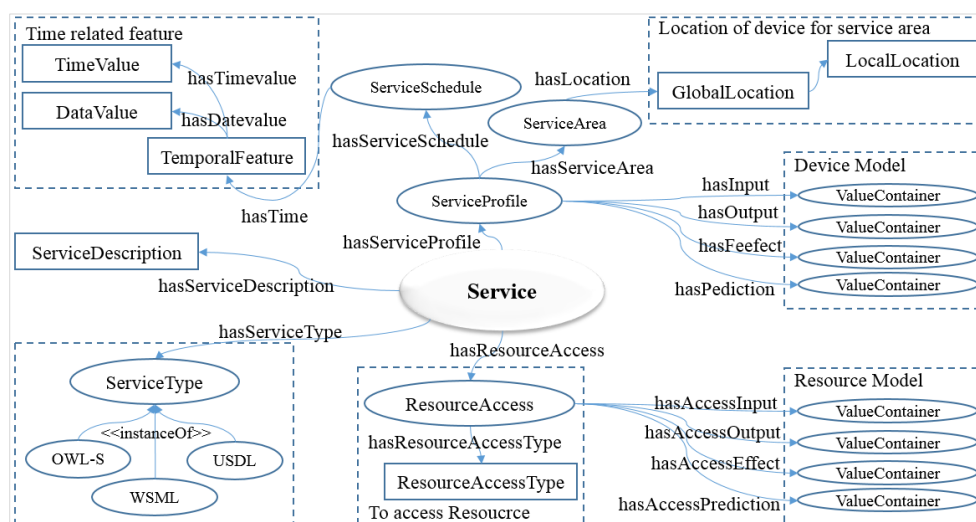 Time related feature
TimeValue
hasTimevalue
DataValue
hasDatevalue
TemporalFeature
hasTime
ServiceSchedule
hasServiceSchedule
hasLocation
ServiceArea
hasServiceArea
Location of device for service area
LocalLocation
GlobalLocation
ServiceProfile
hasServiceProfile
Device Model
hasInput
ValueContainer
hasOutput
ValueContainer
hasFeefect
ValueContainer
hasPediction
ValueContainer
ServiceDescription
hasServiceDescription
Service
hasServiceType
ServiceType
<<instanceOf>>
OWL-S
USDL
WSML
hasResourceAccess
ResourceAccess
hasResourceAccessType
ResourceAccessType
To access Resoucrce
Resource Model
hasAccessInput
ValueContainer
hasAccessOutput
ValueContainer
hasAccessEffect
ValueContainer
hasAccessPrediction
ValueContainer